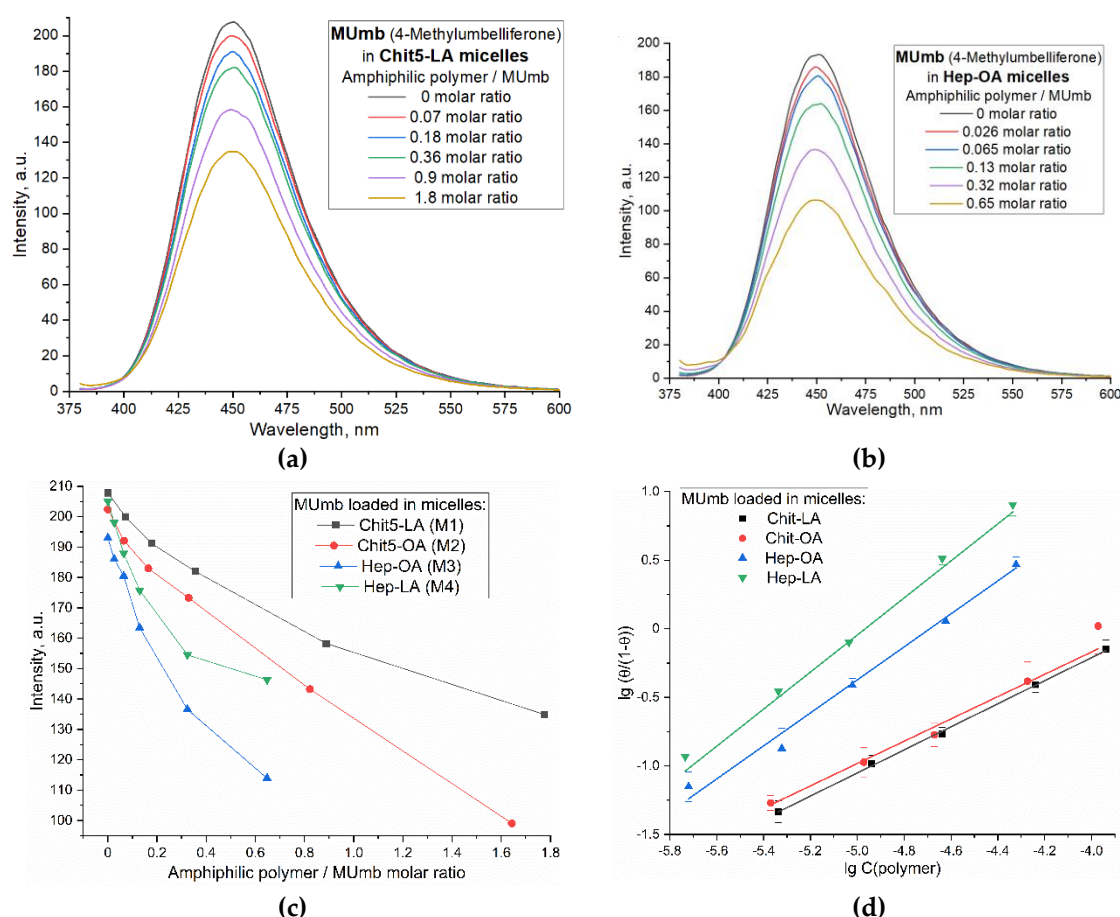 MUmb (4-Methylumbelliferone)
in Chit5-LA micelles
Amphiphilic polymer / MUmb
0 molar ratio
0.07 molar ratio
0.18 molar ratio
0.36 molar ratio
0.9 molar ratio
1.8 molar ratio
Intensity, a.u.
200
180
160
140
120
100
80
60
40
20
0
375 400 425 450 475 500 525 550 575 600
Wavelength, nm
(a)
MUmb (4-Methylumbelliferone)
in Hep-OA micelles
Amphiphilic polymer / MUmb
0 molar ratio
0.026 molar ratio
0.065 molar ratio
0.13 molar ratio
0.32 molar ratio
0.65 molar ratio
Intensity, a.u.
200
180
160
140
120
100
80
60
40
20
0
375 400 425 450 475 500 525 550 575 600
Wavelength, nm
(b)
MUmb loaded in micelles:
Chit5-LA (M1)
Chit5-OA (M2)
Hep-OA (M3)
Hep-LA (M4)
Intensity, a.u.
210
200
190
180
170
160
150
140
130
120
110
100
0 0.2 0.4 0.6 0.8 1.0 1.2 1.4 1.6 1.8
Amphiphilic polymer / MUmb molar ratio
(c)
MUmb loaded in micelles:
Chit-LA
Chit-OA
Hep-OA
Hep-LA
lg (θ/(1-θ))
1.0
0.5
0
-0.5
-1.0
-1.5
-5.8 -5.6 -5.4 -5.2 -5.0 -4.8 -4.6 -4.4 -4.2 -4.0
lg C(polymer)
(d)